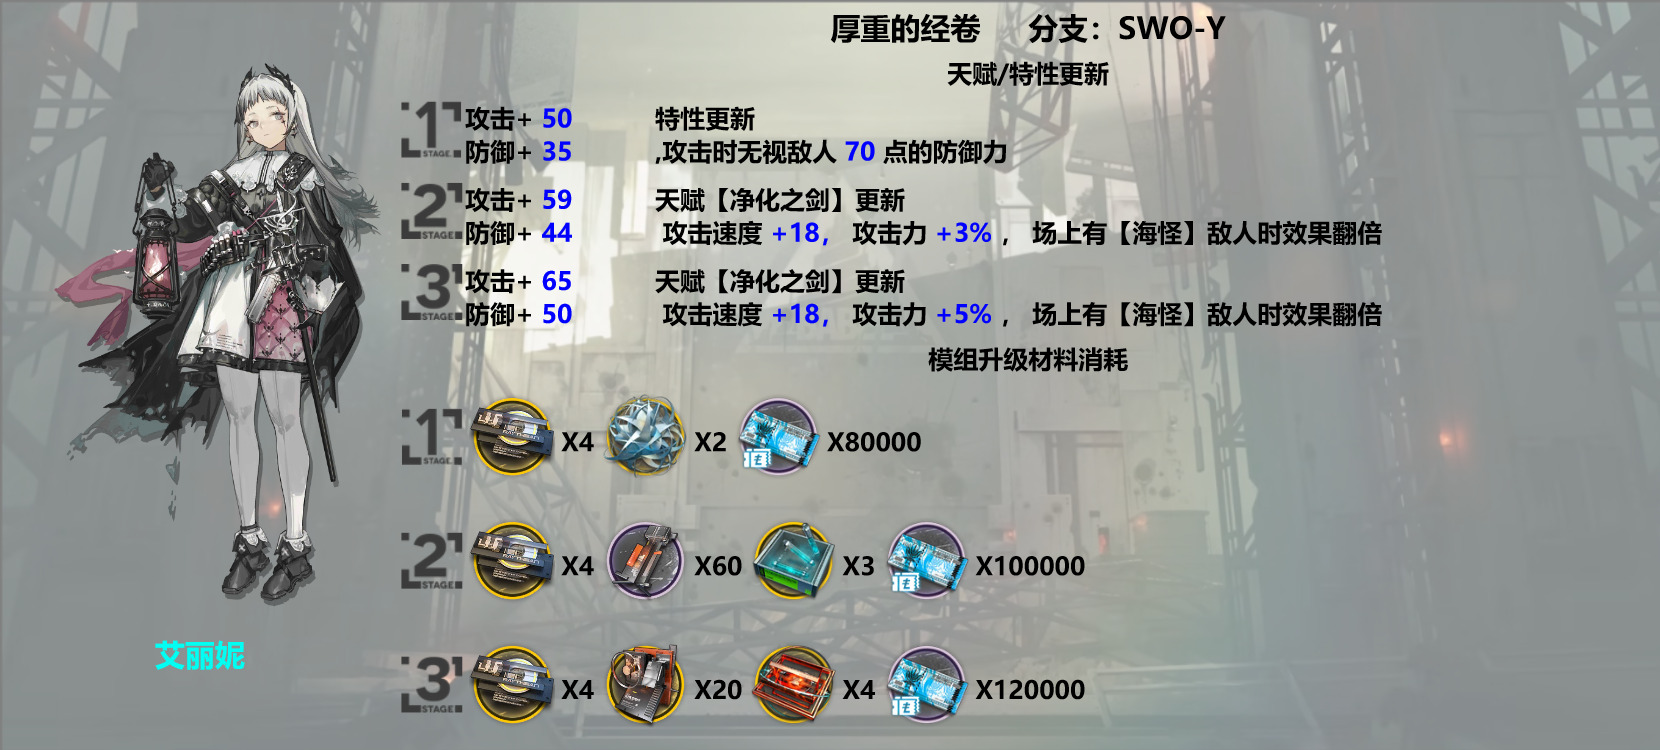 厚重的经卷 分支：SWO-Y
天赋/特性更新
1 STAGE. 攻击+ 50 特性更新
防御+ 35 ,攻击时无视敌人 70 点的防御力
2 STAGE. 攻击+ 59 天赋【净化之剑】更新
防御+ 44 攻击速度 +18， 攻击力 +3% ， 场上有【海怪】敌人时效果翻倍
3 STAGE. 攻击+ 65 天赋【净化之剑】更新
防御+ 50 攻击速度 +18， 攻击力 +5% ， 场上有【海怪】敌人时效果翻倍
模组升级材料消耗
1 STAGE. X4 X2 X80000
2 STAGE. X4 X60 X3 X100000
艾丽妮
3 STAGE. X4 X20 X4 X120000